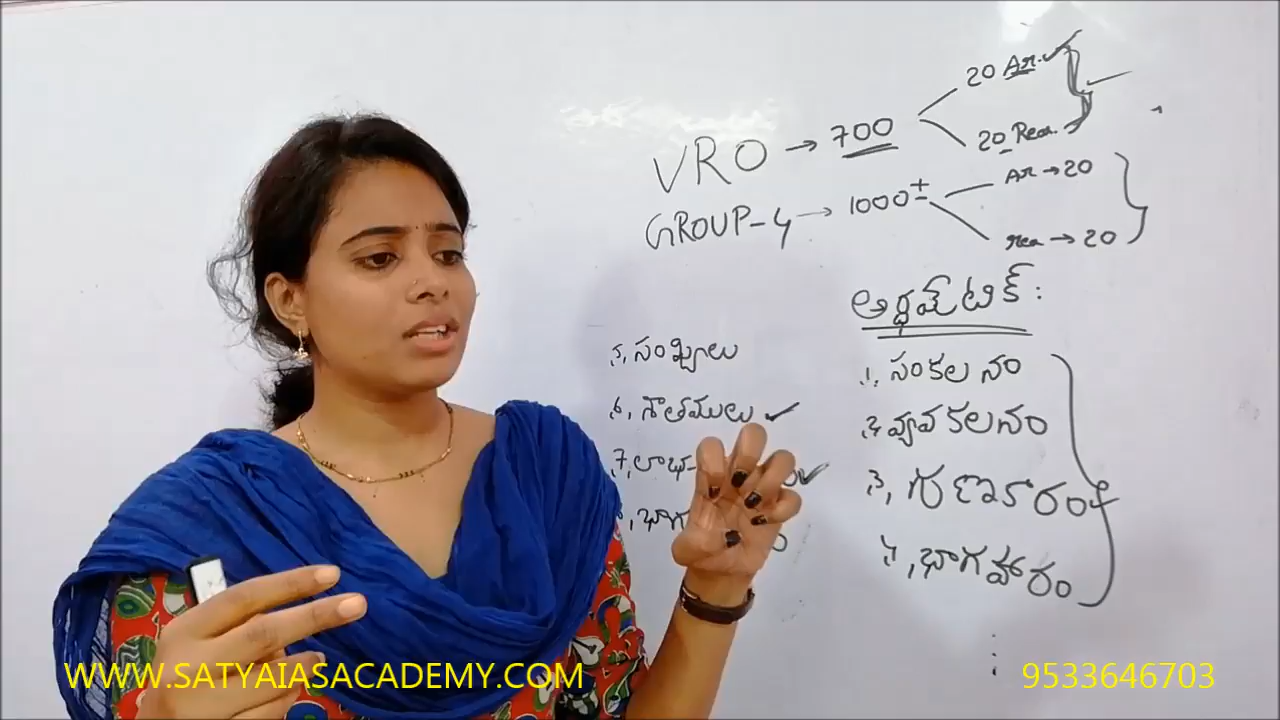 VRO → 700
20 Ar.
20 Rea.
GROUP-4 → 1000±
Ar → 20
rea → 20
అర్థమేటిక్ :
1, సంకలనం
2, వ్యవకలనం
3, గుణకారం
4, భాగహారం
5, సంఖ్యలు
6, శాతములు
7, లాభ-
భాగ
WWW.SATYAIASACADEMY.COM
9533646703